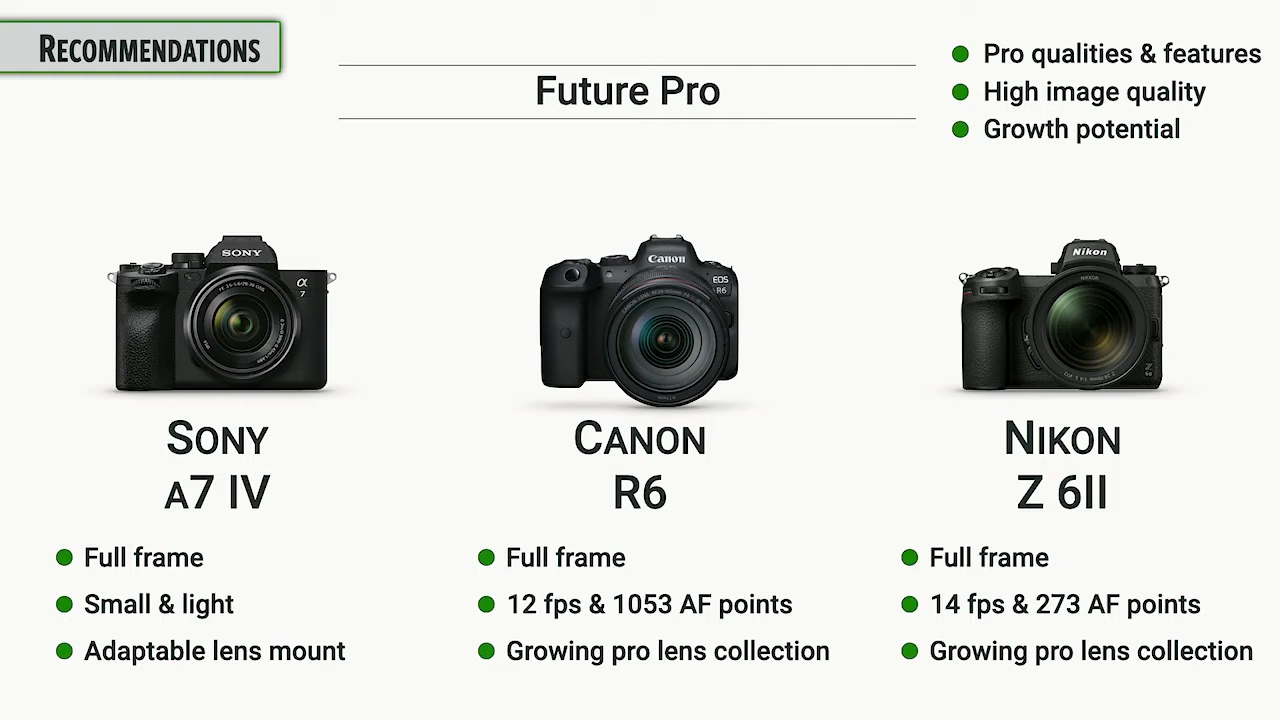 RECOMMENDATIONS
Future Pro
Pro qualities & features
High image quality
Growth potential
SONY
α
7
Canon
EOS
R6
Nikon
NIKKOR
SONY
A7 IV
Full frame
Small & light
Adaptable lens mount
CANON
R6
Full frame
12 fps & 1053 AF points
Growing pro lens collection
NIKON
Z 6II
Full frame
14 fps & 273 AF points
Growing pro lens collection